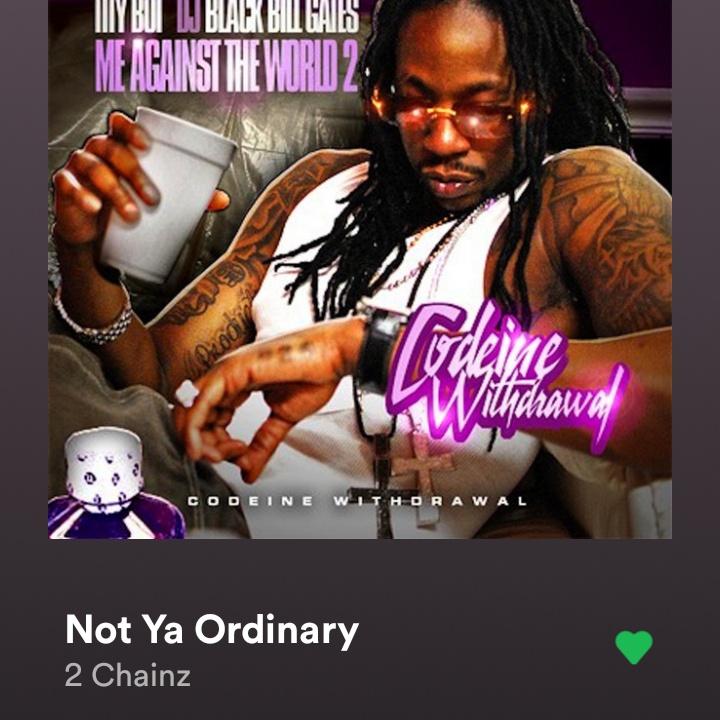 TITY BOI DJ BLACK BILL GATES
ME AGAINST THE WORLD 2
Codeine
Withdrawal
CODEINE WITHDRAWAL
Not Ya Ordinary
2 Chainz